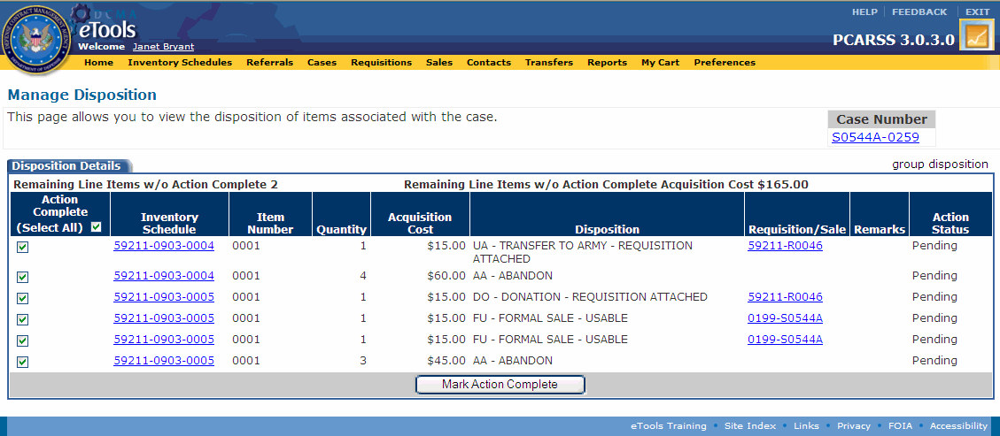 HELP | FEEDBACK | EXIT
DCMA
eTools
Welcome Janet Bryant
PCARSS 3.0.3.0
Home Inventory Schedules Referrals Cases Requisitions Sales Contacts Transfers Reports My Cart Preferences
Manage Disposition
This page allows you to view the disposition of items associated with the case.
Case Number
S0544A-0259
Disposition Details
group disposition
Remaining Line Items w/o Action Complete 2 Remaining Line Items w/o Action Complete Acquisition Cost $165.00
Action Complete (Select All) Inventory Schedule Item Number Quantity Acquisition Cost Disposition Requisition/Sale Remarks Action Status
59211-0903-0004 0001 1 $15.00 UA - TRANSFER TO ARMY - REQUISITION ATTACHED 59211-R0046 Pending
59211-0903-0004 0001 4 $60.00 AA - ABANDON Pending
59211-0903-0005 0001 1 $15.00 DO - DONATION - REQUISITION ATTACHED 59211-R0046 Pending
59211-0903-0005 0001 1 $15.00 FU - FORMAL SALE - USABLE 0199-S0544A Pending
59211-0903-0005 0001 1 $15.00 FU - FORMAL SALE - USABLE 0199-S0544A Pending
59211-0903-0005 0001 3 $45.00 AA - ABANDON Pending
Mark Action Complete
eTools Training • Site Index • Links • Privacy • FOIA • Accessibility